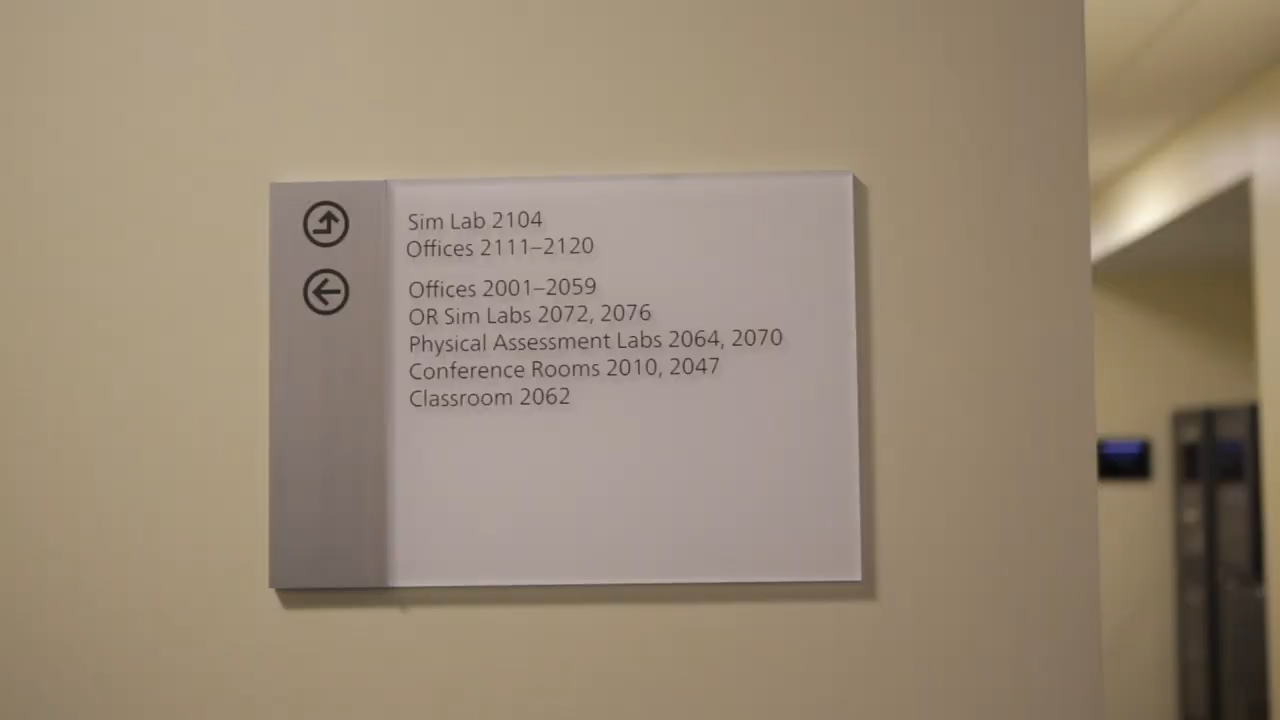 Sim Lab 2104
Offices 2111–2120
Offices 2001–2059
OR Sim Labs 2072, 2076
Physical Assessment Labs 2064, 2070
Conference Rooms 2010, 2047
Classroom 2062